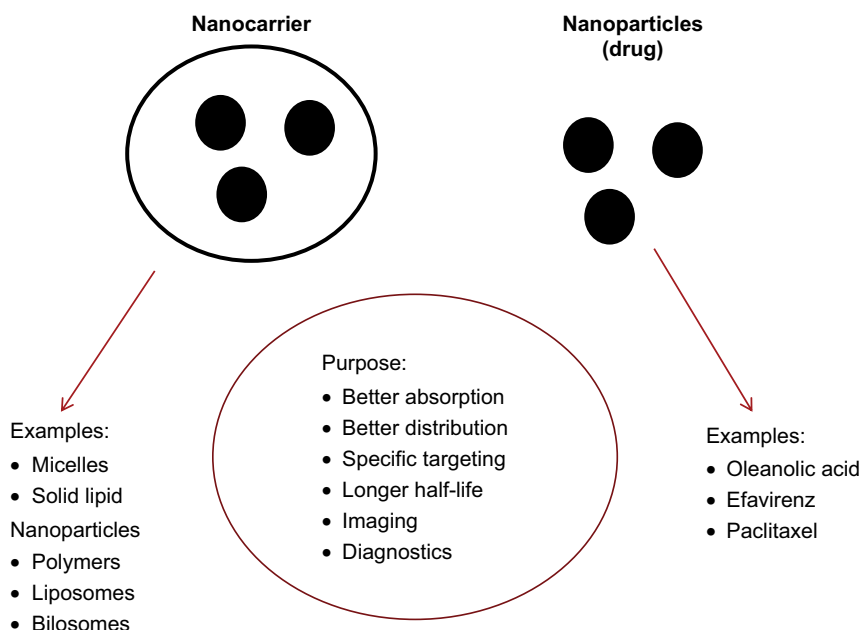 Nanocarrier
Nanoparticles
(drug)
Purpose:
• Better absorption
• Better distribution
• Specific targeting
• Longer half-life
• Imaging
• Diagnostics
Examples:
• Micelles
• Solid lipid
Nanoparticles
• Polymers
• Liposomes
• Bilosomes
Examples:
• Oleanolic acid
• Efavirenz
• Paclitaxel